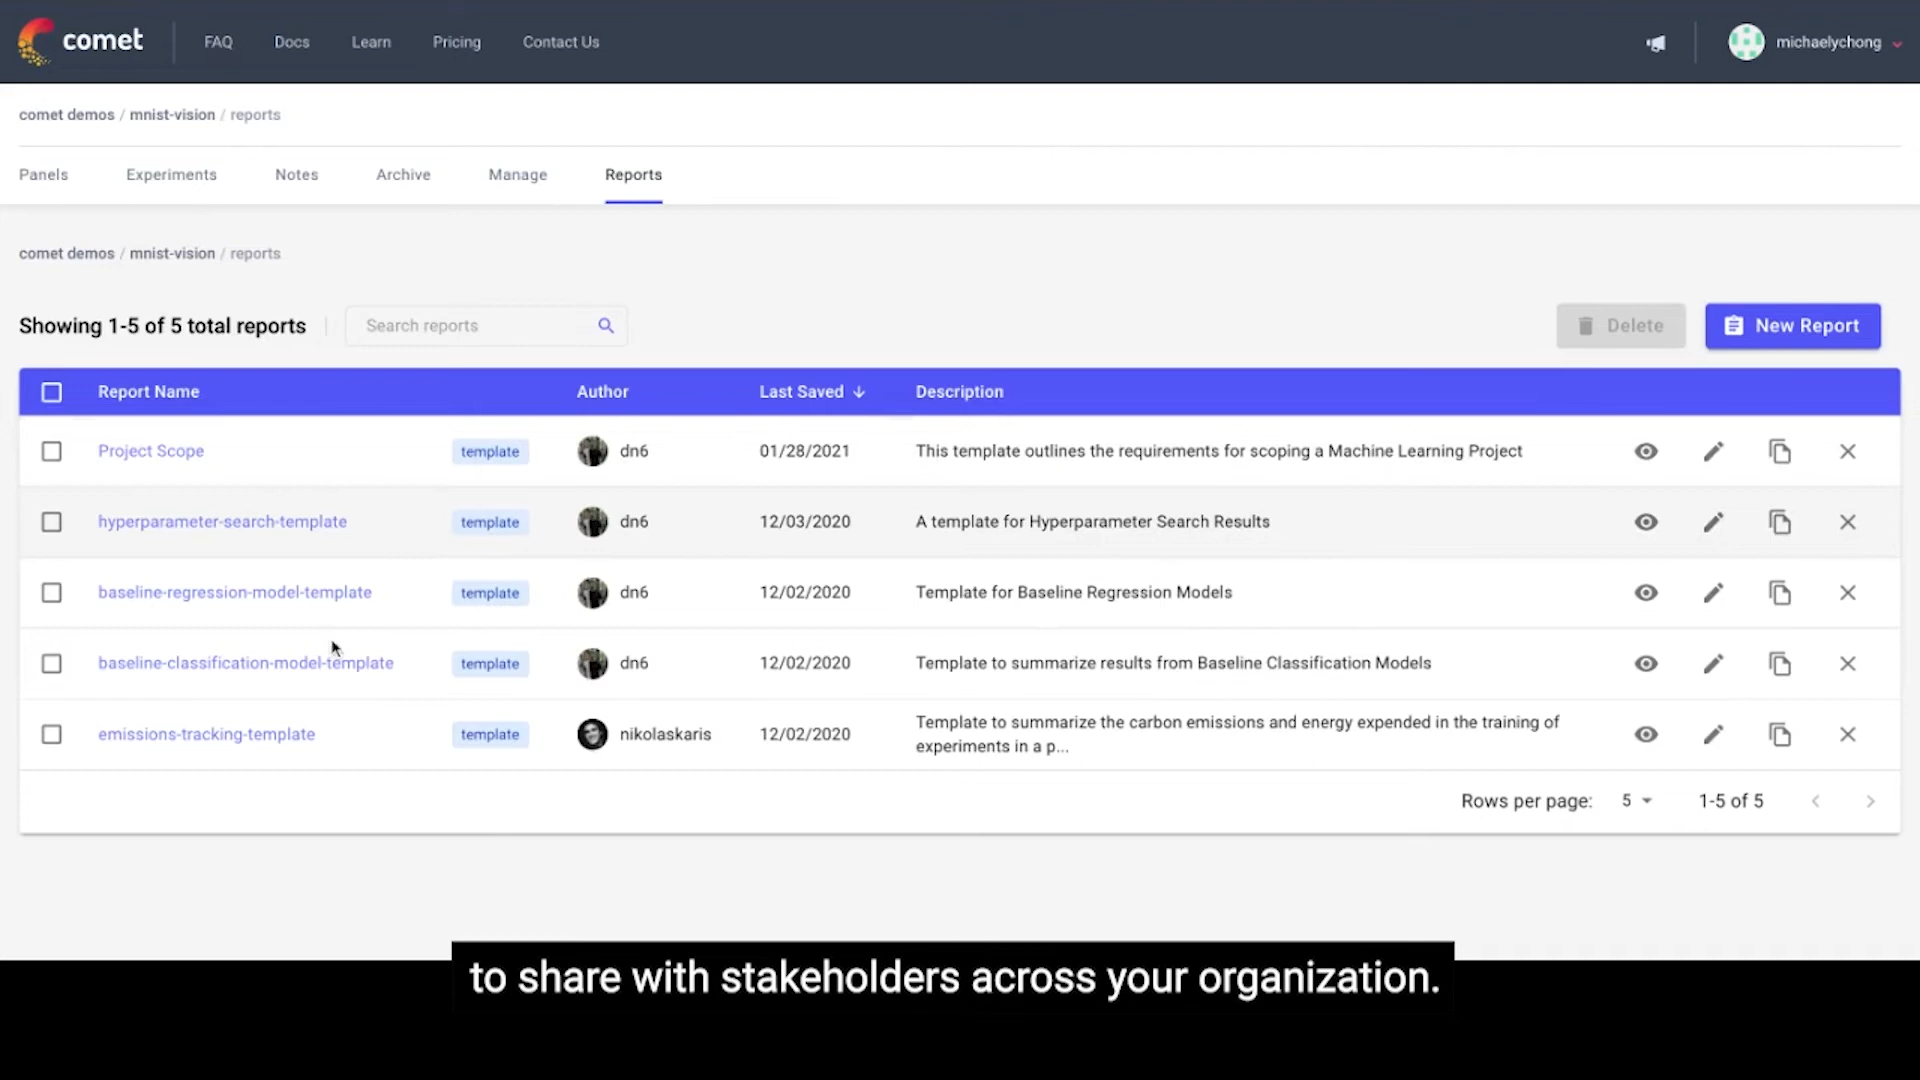 comet FAQ Docs Learn Pricing Contact Us michaelychong
comet demos / mnist-vision / reports
Panels Experiments Notes Archive Manage Reports
comet demos / mnist-vision / reports
Showing 1-5 of 5 total reports Search reports Delete New Report
Report Name Author Last Saved Description
Project Scope template dn6 01/28/2021 This template outlines the requirements for scoping a Machine Learning Project
hyperparameter-search-template template dn6 12/03/2020 A template for Hyperparameter Search Results
baseline-regression-model-template template dn6 12/02/2020 Template for Baseline Regression Models
baseline-classification-model-template template dn6 12/02/2020 Template to summarize results from Baseline Classification Models
emissions-tracking-template template nikolaskaris 12/02/2020 Template to summarize the carbon emissions and energy expended in the training of
experiments in a p...
Rows per page: 5 1-5 of 5
to share with stakeholders across your organization.